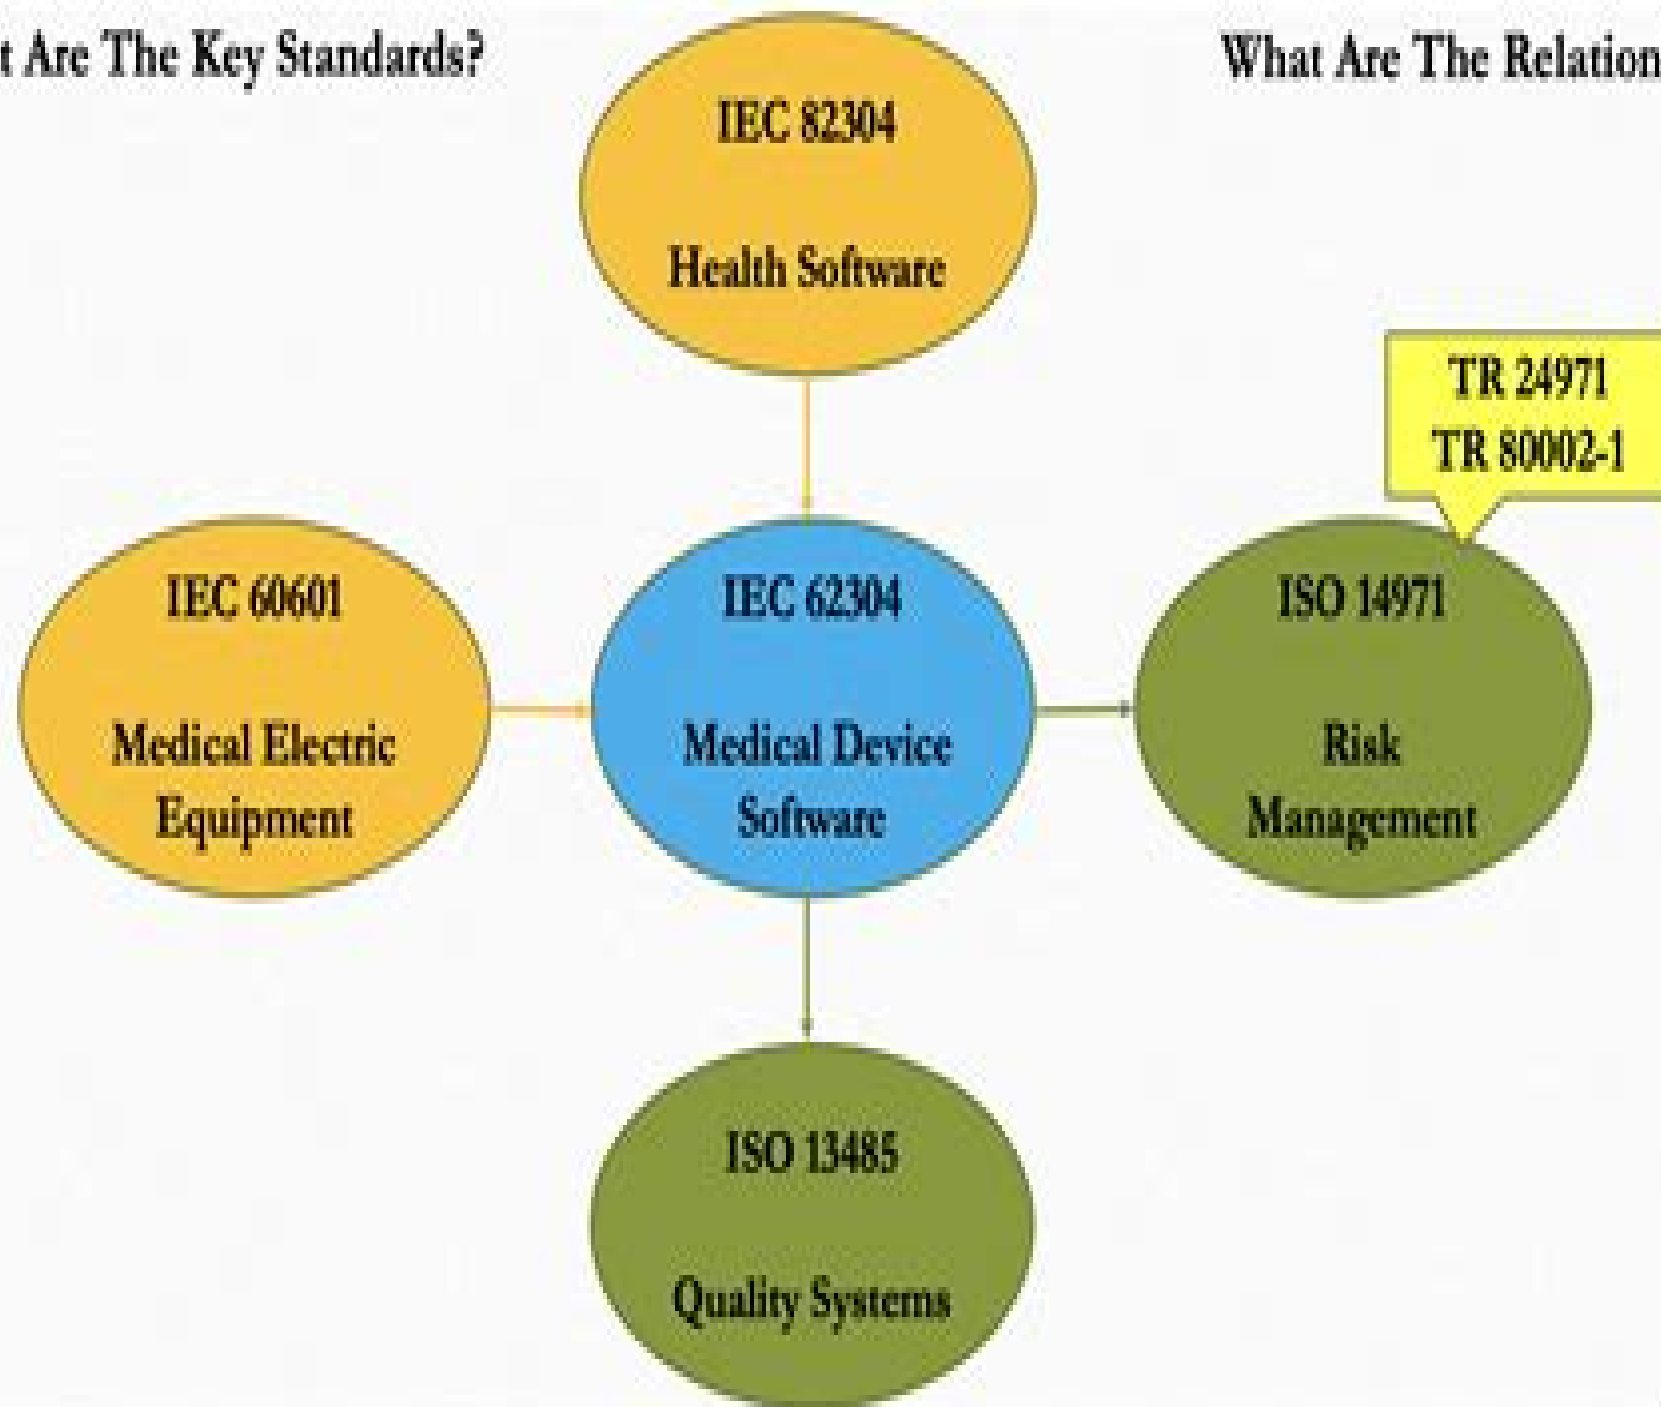 t Are The Key Standards?
What Are The Relation
IEC 82304
Health Software
TR 24971
TR 80002-1
IEC 60601
Medical Electric
Equipment
IEC 62304
Medical Device
Software
ISO 14971
Risk
Management
ISO 13485
Quality Systems